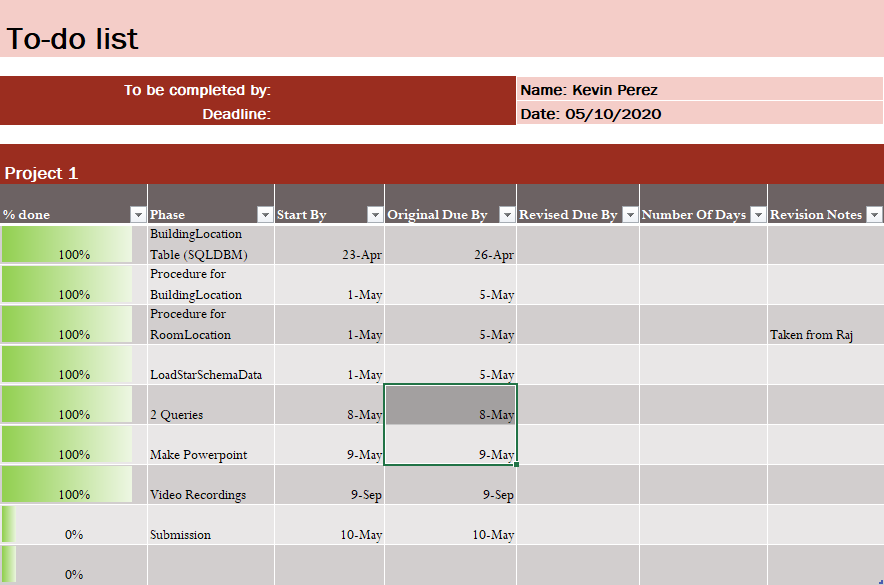 To-do list
To be completed by:
Name: Kevin Perez
Deadline:
Date: 05/10/2020
Project 1
% done Phase Start By Original Due By Revised Due By Number Of Days Revision Notes
BuildingLocation
100% Table (SQLDBM) 23-Apr 26-Apr
Procedure for
100% BuildingLocation 1-May 5-May
Procedure for
100% RoomLocation 1-May 5-May Taken from Raj
100% LoadStarSchemaData 1-May 5-May
100% 2 Queries 8-May 8-May
100% Make Powerpoint 9-May 9-May
100% Video Recordings 9-Sep 9-Sep
0% Submission 10-May 10-May
0%